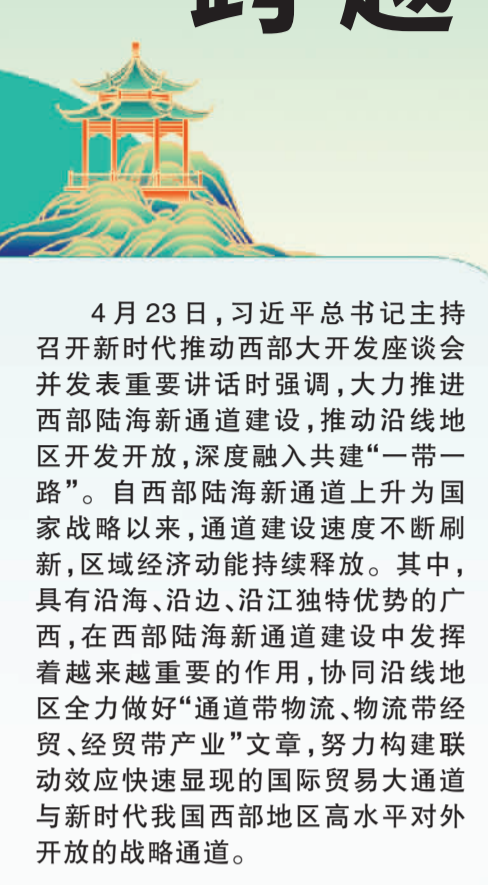 跨越
4月23日，习近平总书记主持
召开新时代推动西部大开发座谈会
并发表重要讲话时强调，大力推进
西部陆海新通道建设，推动沿线地
区开发开放，深度融入共建“一带一
路”。自西部陆海新通道上升为国
家战略以来，通道建设速度不断刷
新，区域经济动能持续释放。其中，
具有沿海、沿边、沿江独特优势的广
西，在西部陆海新通道建设中发挥
着越来越重要的作用，协同沿线地
区全力做好“通道带物流、物流带经
贸、经贸带产业”文章，努力构建联
动效应快速显现的国际贸易大通道
与新时代我国西部地区高水平对外
开放的战略通道。